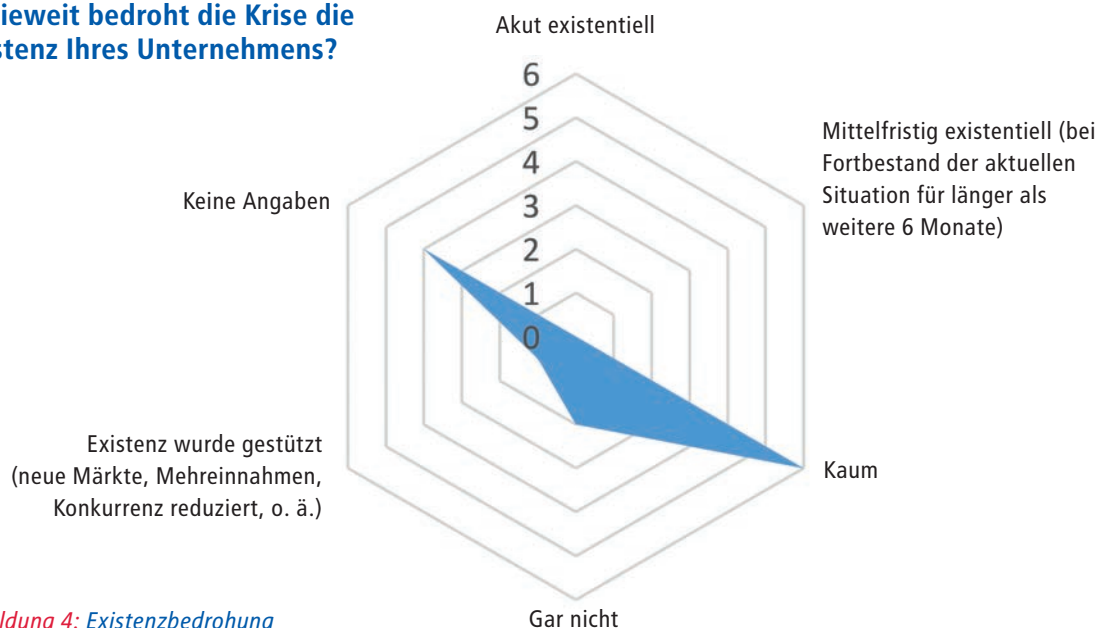 ieweit bedroht die Krise die
stenz Ihres Unternehmens?
Akut existentiell
6
5
4
3
2
1
0
Mittelfristig existentiell (bei
Fortbestand der aktuellen
Situation für länger als
weitere 6 Monate)
Keine Angaben
Existenz wurde gestützt
(neue Märkte, Mehreinnahmen,
Konkurrenz reduziert, o. ä.)
Kaum
Gar nicht
ldung 4: Existenzbedrohung